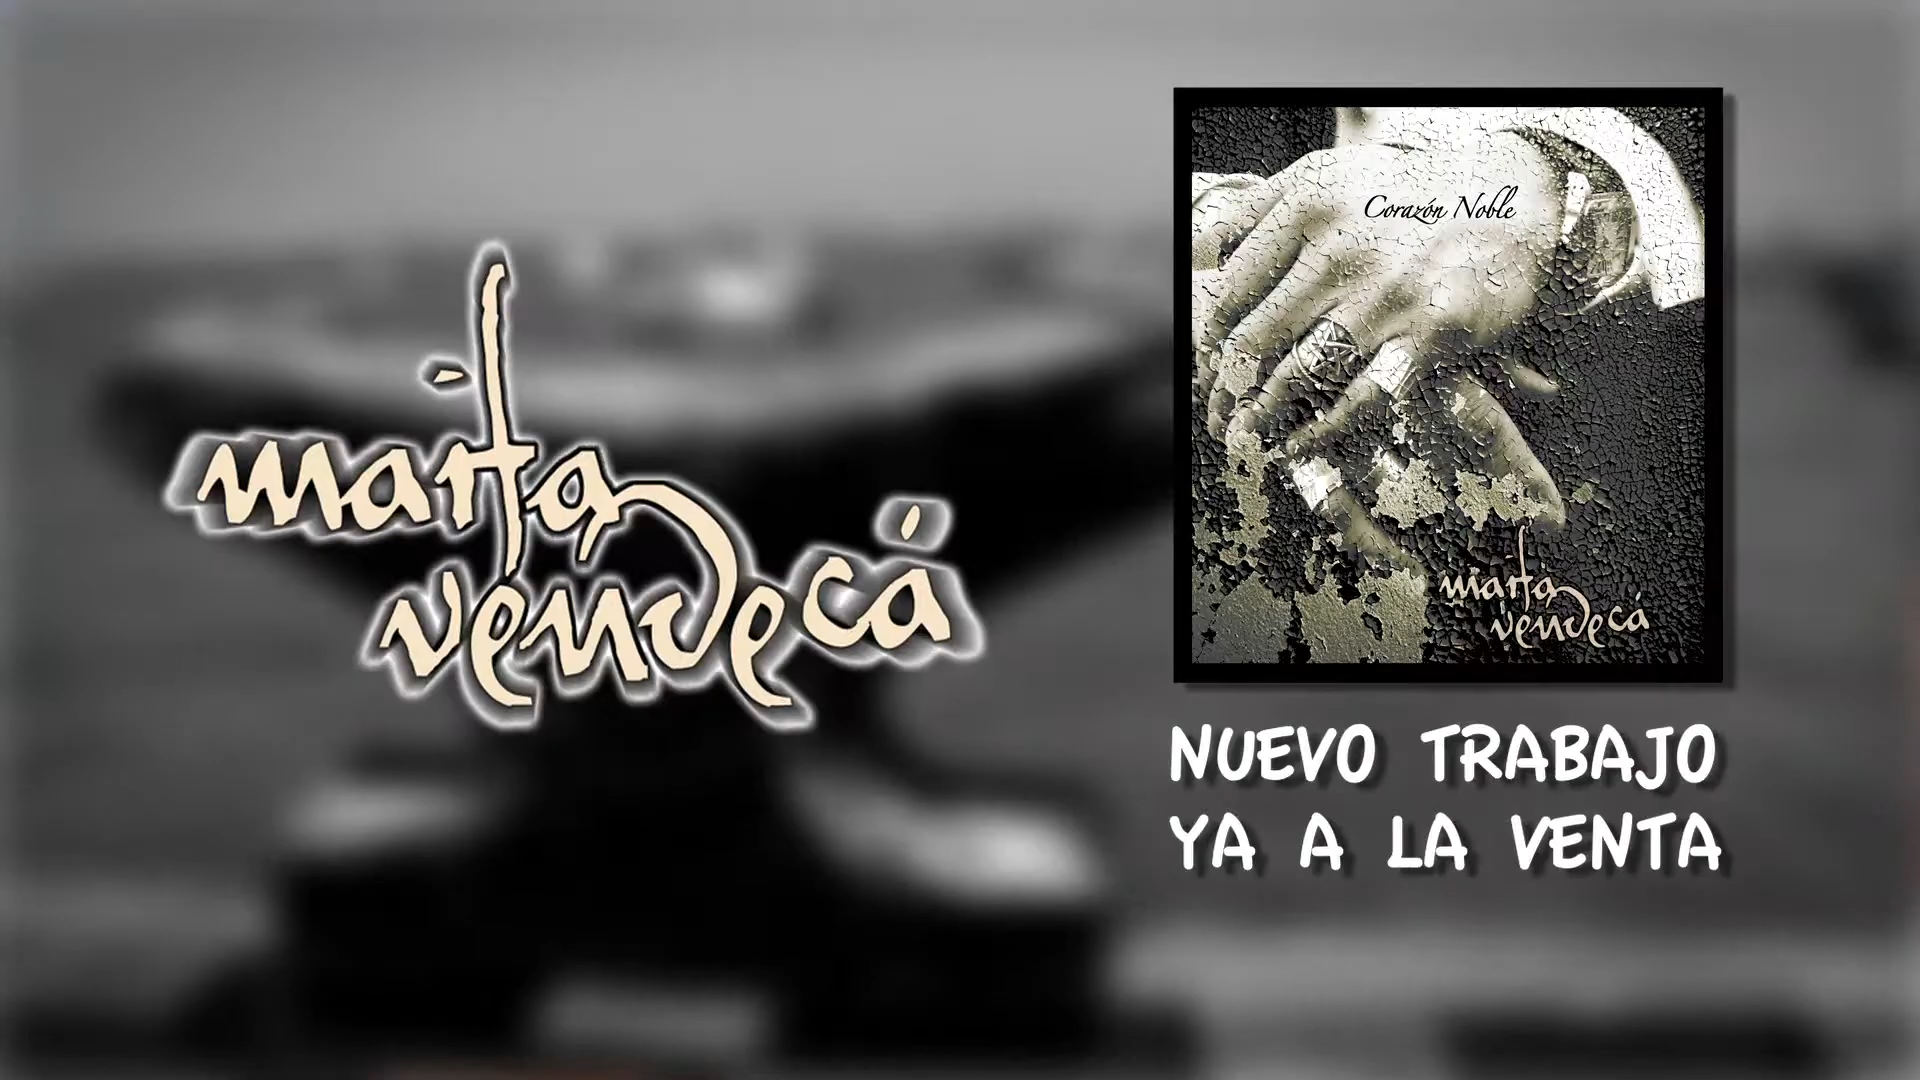 marta
vendecá
Corazón Noble
marta
vendecá
NUEVO TRABAJO
YA A LA VENTA